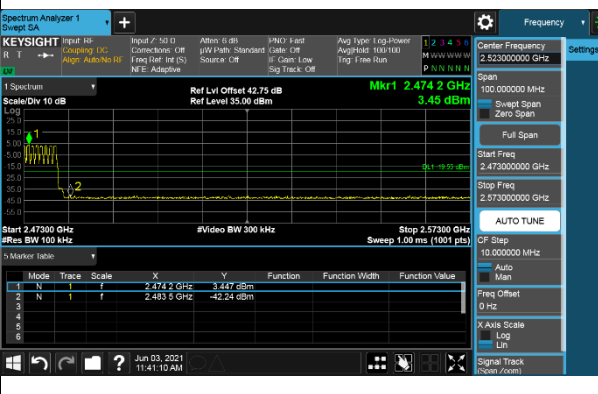 Spectrum Analyzer 1
Swept SA
+
Frequency
KEYSIGHT
R T
Input: RF
Coupling: DC
Align: Auto/No RF
Input Z: 50 Ω
Corrections: Off
Freq Ref: Int (S)
NFE: Adaptive
Atten: 6 dB
µW Path: Standard
Source: Off
PNO: Fast
Gate: Off
IF Gain: Low
Sig Track: Off
Avg Type: Log-Power
Avg|Hold: 100/100
Trig: Free Run
1 2 3 4 5 6
M W W W W W
P N N N N N
1 Spectrum
Scale/Div 10 dB
Ref Lvl Offset 42.75 dB
Ref Level 35.00 dBm
Mkr1 2.474 2 GHz
3.45 dBm
Log
25.0
15.0
5.00
-5.00
-15.0
-25.0
-35.0
-45.0
-55.0
1
2
DL1 -19.55 dBm
Start 2.47300 GHz
#Res BW 100 kHz
#Video BW 300 kHz
Stop 2.57300 GHz
Sweep 1.00 ms (1001 pts)
5 Marker Table
Mode Trace Scale X Y Function Function Width Function Value
1 N 1 f 2.474 2 GHz 3.447 dBm
2 N 1 f 2.483 5 GHz -42.24 dBm
3
4
5
6
?
Jun 03, 2021
11:41:10 AM
Center Frequency
2.523000000 GHz
Settings
Span
100.000000 MHz
Swept Span
Zero Span
Full Span
Start Freq
2.473000000 GHz
Stop Freq
2.573000000 GHz
AUTO TUNE
CF Step
10.000000 MHz
Auto
Man
Freq Offset
0 Hz
X Axis Scale
Log
Lin
Signal Track
(Span Zoom)